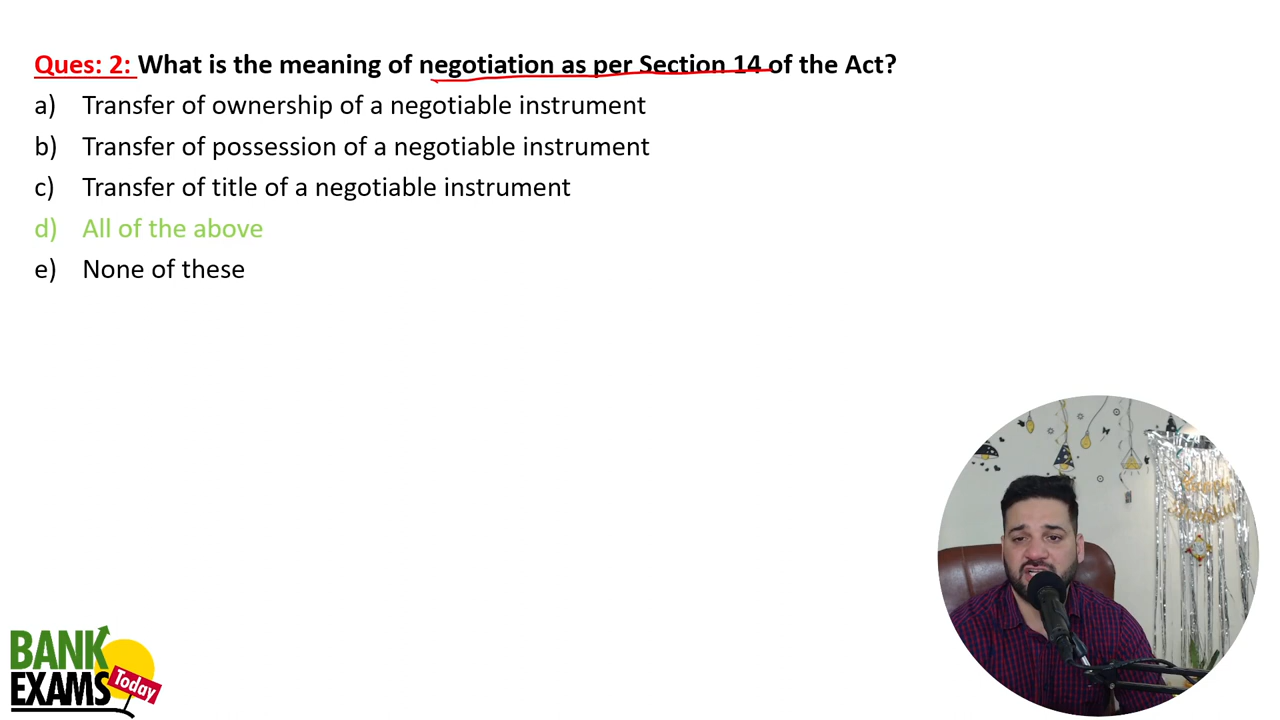 Ques: 2: What is the meaning of negotiation as per Section 14 of the Act?
a) Transfer of ownership of a negotiable instrument
b) Transfer of possession of a negotiable instrument
c) Transfer of title of a negotiable instrument
d) All of the above
e) None of these
BANK
EXAMS
Today